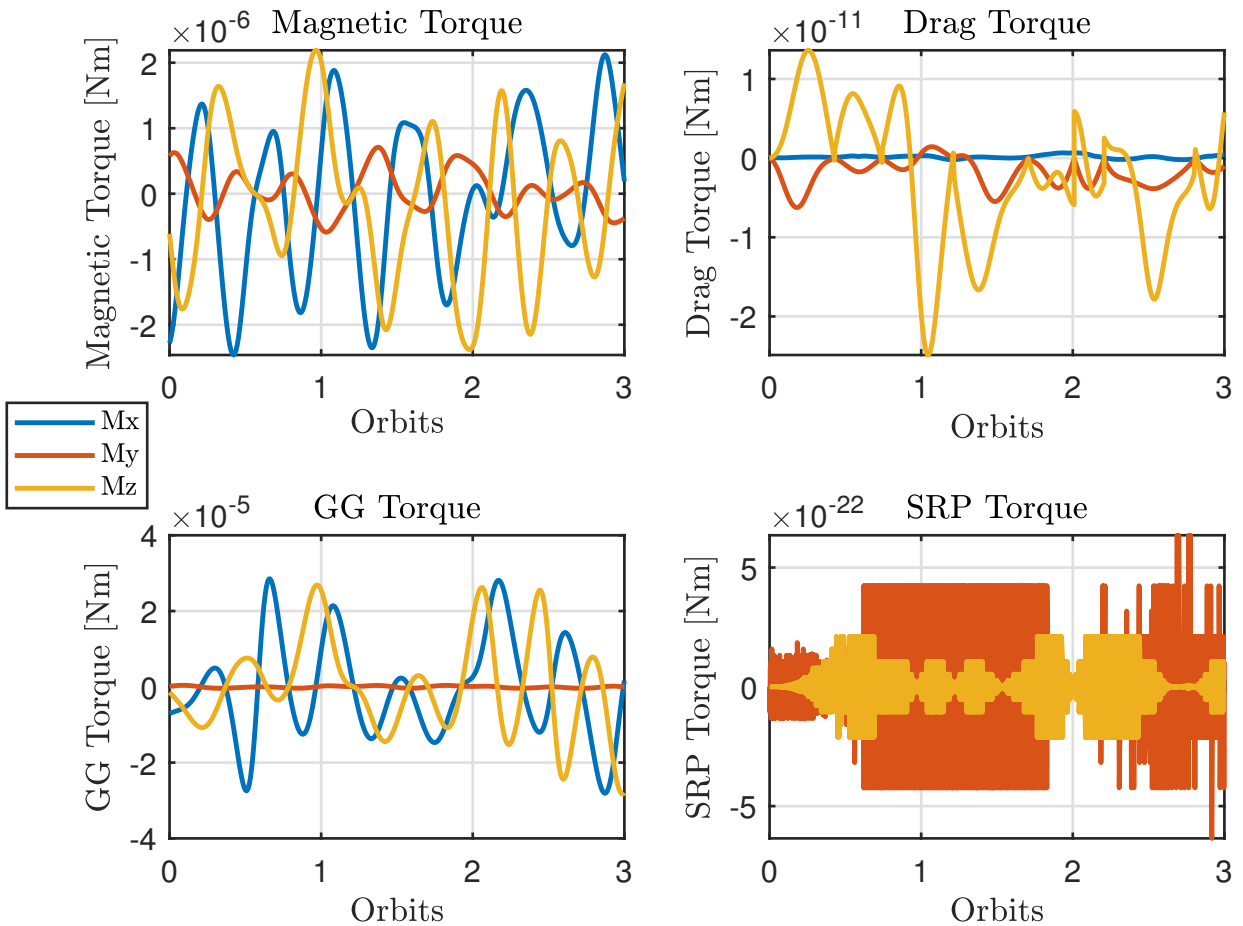 ×10⁻⁶ Magnetic Torque
Magnetic Torque [Nm]
2
1
0
-1
-2
0 1 2 3
Orbits
×10⁻¹¹ Drag Torque
Drag Torque [Nm]
1
0
-1
-2
0 1 2 3
Orbits
Mx
My
Mz
×10⁻⁵ GG Torque
GG Torque [Nm]
4
2
0
-2
-4
0 1 2 3
Orbits
×10⁻²² SRP Torque
SRP Torque [Nm]
5
0
-5
0 1 2 3
Orbits